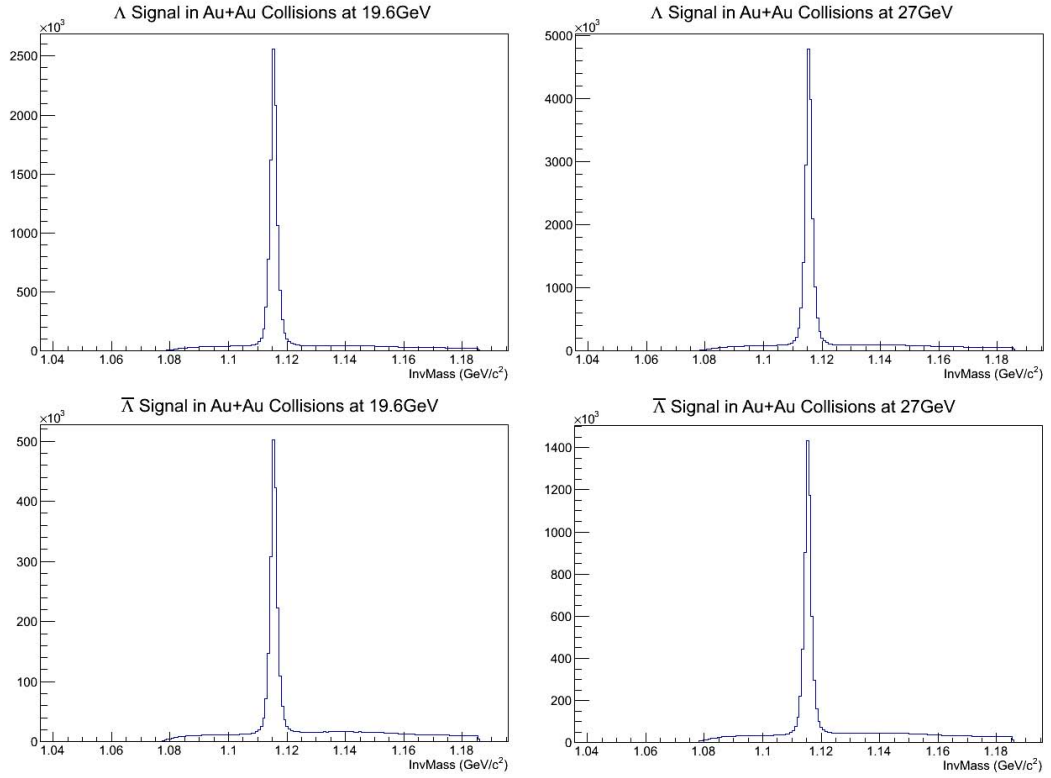 Λ Signal in Au+Au Collisions at 19.6GeV
×10³
2500
2000
1500
1000
500
0
1.04 1.06 1.08 1.1 1.12 1.14 1.16 1.18
InvMass (GeV/c²)
Λ Signal in Au+Au Collisions at 27GeV
×10³
5000
4000
3000
2000
1000
0
1.04 1.06 1.08 1.1 1.12 1.14 1.16 1.18
InvMass (GeV/c²)
Λ̅ Signal in Au+Au Collisions at 19.6GeV
×10³
500
400
300
200
100
0
1.04 1.06 1.08 1.1 1.12 1.14 1.16 1.18
InvMass (GeV/c²)
Λ̅ Signal in Au+Au Collisions at 27GeV
×10³
1400
1200
1000
800
600
400
200
0
1.04 1.06 1.08 1.1 1.12 1.14 1.16 1.18
InvMass (GeV/c²)